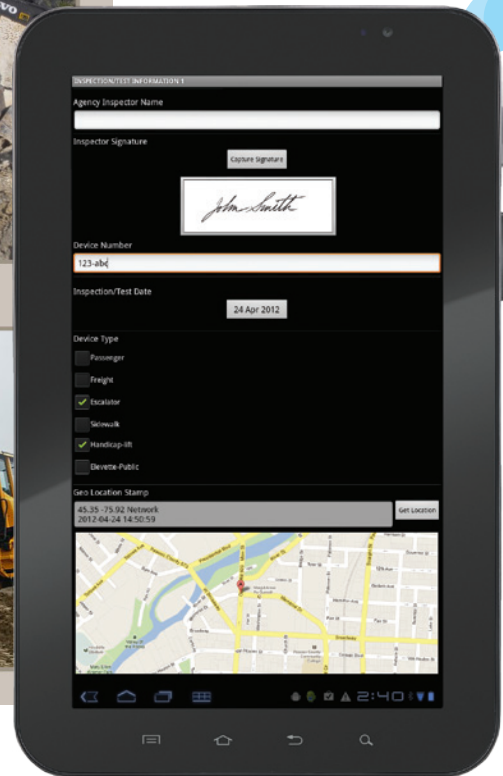 INSPECTION/TEST INFORMATION 1
Agency Inspector Name
Inspector Signature
Capture Signature
John Smith
Device Number
123-abc
Inspection/Test Date
24 Apr 2012
Device Type
Passenger
Freight
Escalator
Sidewalk
Handicap-lift
Elevette-Public
Geo Location Stamp
45.35 -75.92 Network
2012-04-24 14:50:59
Get Location
2:40